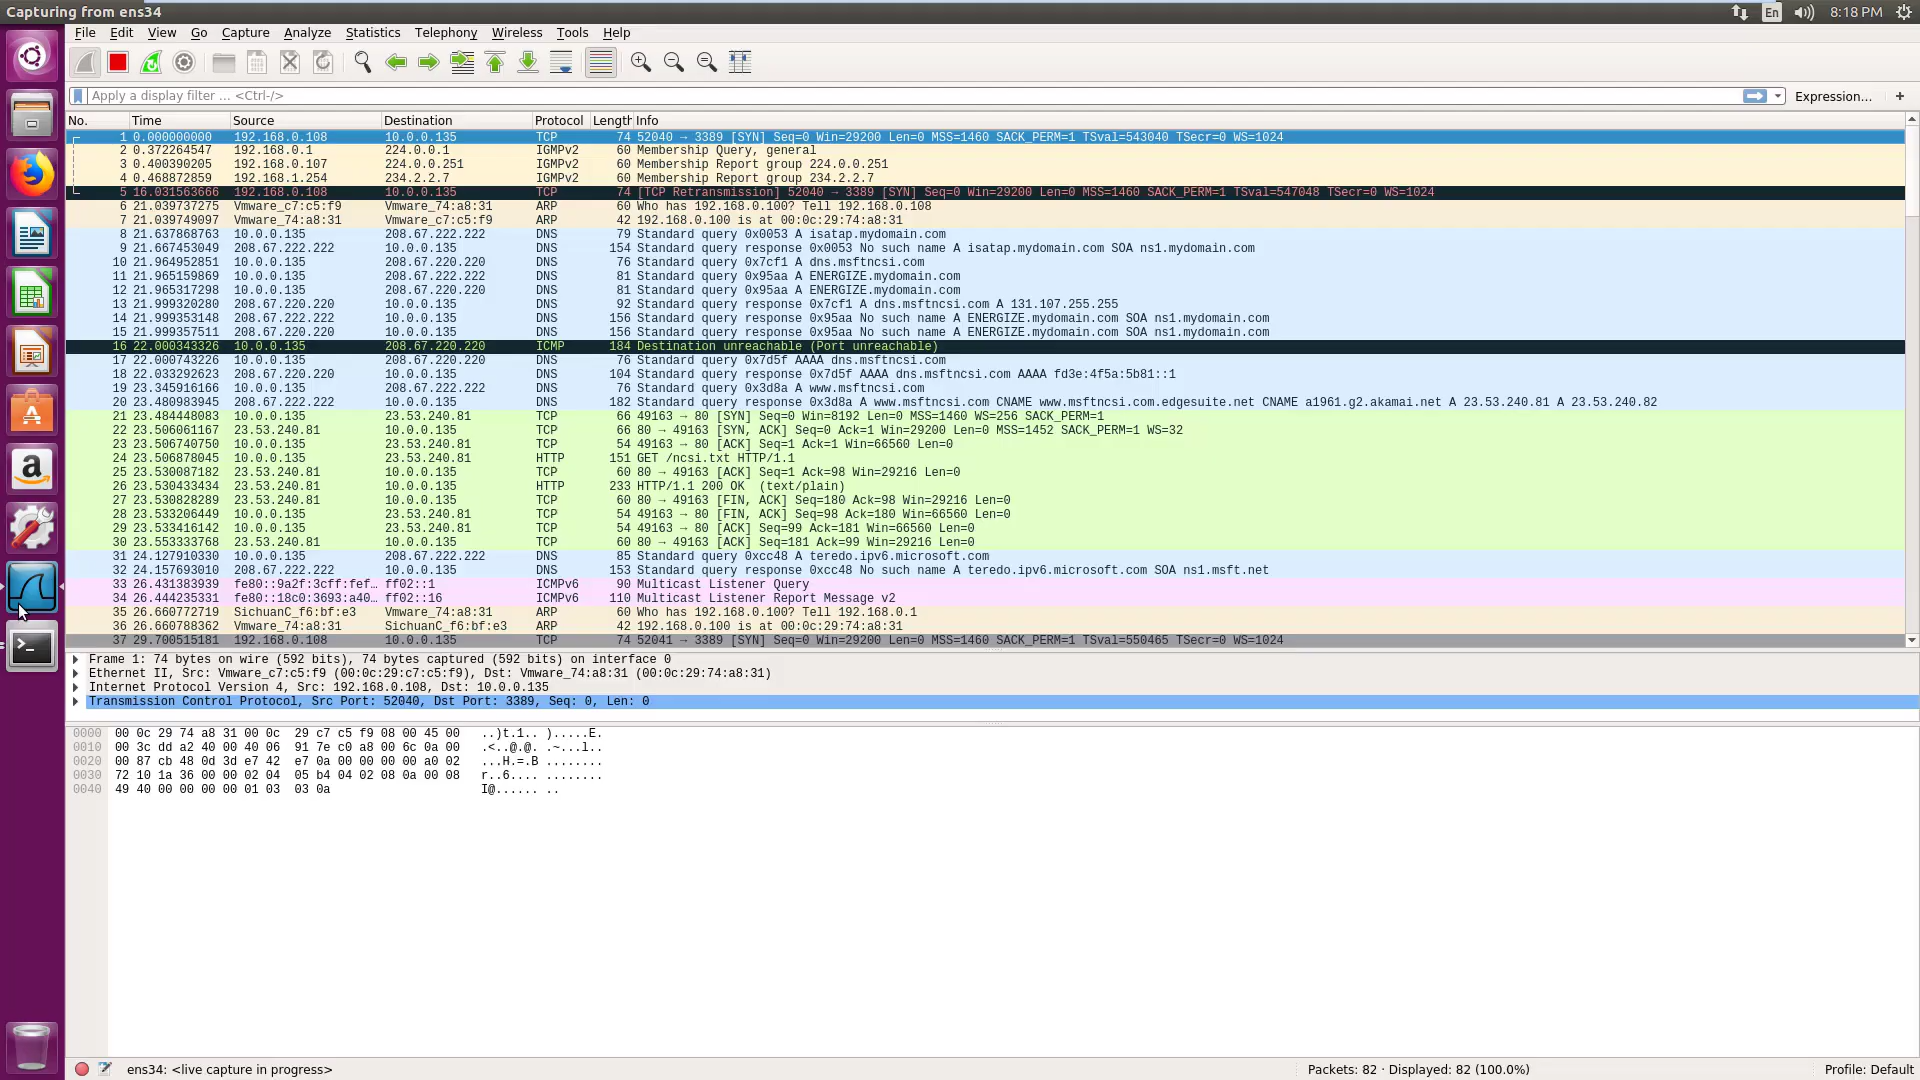 Capturing from ens34
En
8:18 PM
File Edit View Go Capture Analyze Statistics Telephony Wireless Tools Help
Apply a display filter ... <Ctrl-/>
Expression...
No. Time Source Destination Protocol Length Info
1 0.000000000 192.168.0.108 10.0.0.135 TCP 74 52040 → 3389 [SYN] Seq=0 Win=29200 Len=0 MSS=1460 SACK_PERM=1 TSval=543040 TSecr=0 WS=1024
2 0.372264547 192.168.0.1 224.0.0.1 IGMPv2 60 Membership Query, general
3 0.400390205 192.168.0.107 224.0.0.251 IGMPv2 60 Membership Report group 224.0.0.251
4 0.468872859 192.168.1.254 234.2.2.7 IGMPv2 60 Membership Report group 234.2.2.7
5 16.031563666 192.168.0.108 10.0.0.135 TCP 74 [TCP Retransmission] 52040 → 3389 [SYN] Seq=0 Win=29200 Len=0 MSS=1460 SACK_PERM=1 TSval=547048 TSecr=0 WS=1024
6 21.039737275 Vmware_c7:c5:f9 Vmware_74:a8:31 ARP 60 Who has 192.168.0.100? Tell 192.168.0.108
7 21.039749097 Vmware_74:a8:31 Vmware_c7:c5:f9 ARP 42 192.168.0.100 is at 00:0c:29:74:a8:31
8 21.637868763 10.0.0.135 208.67.222.222 DNS 79 Standard query 0x0053 A isatap.mydomain.com
9 21.667453049 208.67.222.222 10.0.0.135 DNS 154 Standard query response 0x0053 No such name A isatap.mydomain.com SOA ns1.mydomain.com
10 21.964952851 10.0.0.135 208.67.220.220 DNS 76 Standard query 0x7cf1 A dns.msftncsi.com
11 21.965159869 10.0.0.135 208.67.222.222 DNS 81 Standard query 0x95aa A ENERGIZE.mydomain.com
12 21.965317298 10.0.0.135 208.67.220.220 DNS 81 Standard query 0x95aa A ENERGIZE.mydomain.com
13 21.999320280 208.67.220.220 10.0.0.135 DNS 92 Standard query response 0x7cf1 A dns.msftncsi.com A 131.107.255.255
14 21.999353148 208.67.222.222 10.0.0.135 DNS 156 Standard query response 0x95aa No such name A ENERGIZE.mydomain.com SOA ns1.mydomain.com
15 21.999357511 208.67.220.220 10.0.0.135 DNS 156 Standard query response 0x95aa No such name A ENERGIZE.mydomain.com SOA ns1.mydomain.com
16 22.000343326 10.0.0.135 208.67.220.220 ICMP 184 Destination unreachable (Port unreachable)
17 22.000743226 10.0.0.135 208.67.220.220 DNS 76 Standard query 0x7d5f AAAA dns.msftncsi.com
18 22.033292623 208.67.220.220 10.0.0.135 DNS 104 Standard query response 0x7d5f AAAA dns.msftncsi.com AAAA fd3e:4f5a:5b81::1
19 23.345916166 10.0.0.135 208.67.222.222 DNS 76 Standard query 0x3d8a A www.msftncsi.com
20 23.480983945 208.67.222.222 10.0.0.135 DNS 182 Standard query response 0x3d8a A www.msftncsi.com CNAME www.msftncsi.com.edgesuite.net CNAME a1961.g2.akamai.net A 23.53.240.81 A 23.53.240.82
21 23.484448083 10.0.0.135 23.53.240.81 TCP 66 49163 → 80 [SYN] Seq=0 Win=8192 Len=0 MSS=1460 WS=256 SACK_PERM=1
22 23.506061167 23.53.240.81 10.0.0.135 TCP 66 80 → 49163 [SYN, ACK] Seq=0 Ack=1 Win=29200 Len=0 MSS=1452 SACK_PERM=1 WS=32
23 23.506740750 10.0.0.135 23.53.240.81 TCP 54 49163 → 80 [ACK] Seq=1 Ack=1 Win=66560 Len=0
24 23.506878045 10.0.0.135 23.53.240.81 HTTP 151 GET /ncsi.txt HTTP/1.1
25 23.530087182 23.53.240.81 10.0.0.135 TCP 60 80 → 49163 [ACK] Seq=1 Ack=98 Win=29216 Len=0
26 23.530433434 23.53.240.81 10.0.0.135 HTTP 233 HTTP/1.1 200 OK (text/plain)
27 23.530828289 23.53.240.81 10.0.0.135 TCP 60 80 → 49163 [FIN, ACK] Seq=180 Ack=98 Win=29216 Len=0
28 23.533206449 10.0.0.135 23.53.240.81 TCP 54 49163 → 80 [FIN, ACK] Seq=98 Ack=180 Win=66560 Len=0
29 23.533416142 10.0.0.135 23.53.240.81 TCP 54 49163 → 80 [ACK] Seq=99 Ack=181 Win=66560 Len=0
30 23.553333768 23.53.240.81 10.0.0.135 TCP 60 80 → 49163 [ACK] Seq=181 Ack=99 Win=29216 Len=0
31 24.127910330 10.0.0.135 208.67.222.222 DNS 85 Standard query 0xcc48 A teredo.ipv6.microsoft.com
32 24.157693010 208.67.222.222 10.0.0.135 DNS 153 Standard query response 0xcc48 No such name A teredo.ipv6.microsoft.com SOA ns1.msft.net
33 26.431383939 fe80::9a2f:3cff:fef… ff02::1 ICMPv6 90 Multicast Listener Query
34 26.444235331 fe80::18c0:3693:a40… ff02::16 ICMPv6 110 Multicast Listener Report Message v2
35 26.660772719 SichuanC_f6:bf:e3 Vmware_74:a8:31 ARP 60 Who has 192.168.0.100? Tell 192.168.0.1
36 26.660788362 Vmware_74:a8:31 SichuanC_f6:bf:e3 ARP 42 192.168.0.100 is at 00:0c:29:74:a8:31
37 29.700515181 192.168.0.108 10.0.0.135 TCP 74 52041 → 3389 [SYN] Seq=0 Win=29200 Len=0 MSS=1460 SACK_PERM=1 TSval=550465 TSecr=0 WS=1024
Frame 1: 74 bytes on wire (592 bits), 74 bytes captured (592 bits) on interface 0
Ethernet II, Src: Vmware_c7:c5:f9 (00:0c:29:c7:c5:f9), Dst: Vmware_74:a8:31 (00:0c:29:74:a8:31)
Internet Protocol Version 4, Src: 192.168.0.108, Dst: 10.0.0.135
Transmission Control Protocol, Src Port: 52040, Dst Port: 3389, Seq: 0, Len: 0
0000 00 0c 29 74 a8 31 00 0c 29 c7 c5 f9 08 00 45 00 ..)t.1.. ).....E.
0010 00 3c dd a2 40 00 40 06 91 7e c0 a8 00 6c 0a 00 .<..@.@. .~...l..
0020 00 87 cb 48 0d 3d e7 42 e7 0a 00 00 00 00 a0 02 ...H.=.B ........
0030 72 10 1a 36 00 00 02 04 05 b4 04 02 08 0a 00 08 r..6.... ........
0040 49 40 00 00 00 00 01 03 03 0a I@...... ..
ens34: <live capture in progress>
Packets: 82 · Displayed: 82 (100.0%)
Profile: Default